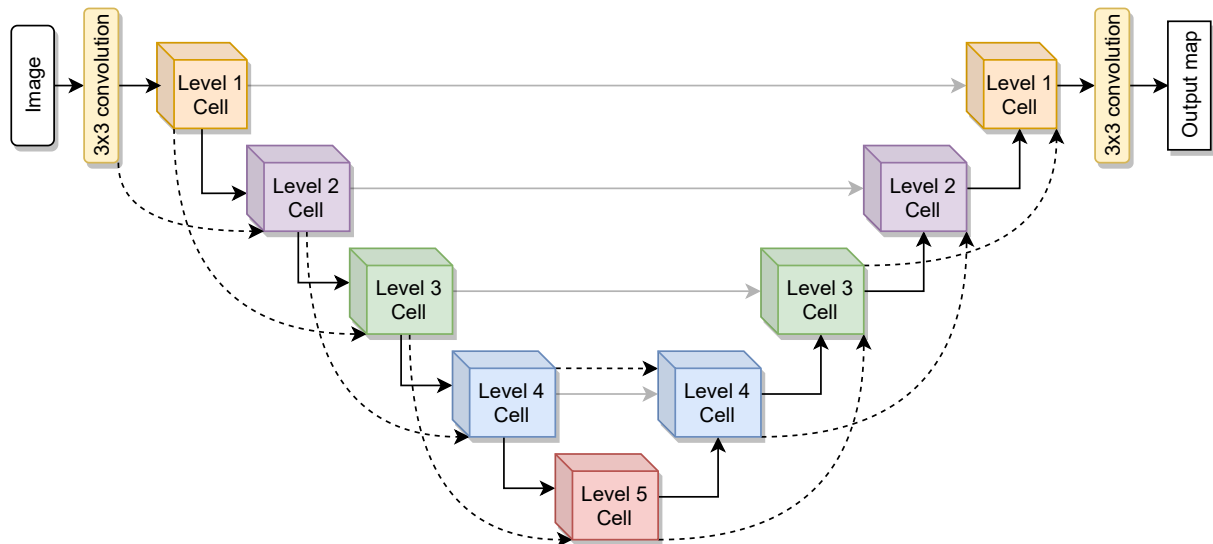 Image
3x3 convolution
Level 1
Cell
Level 1
Cell
3x3 convolution
Output map
Level 2
Cell
Level 2
Cell
Level 3
Cell
Level 3
Cell
Level 4
Cell
Level 4
Cell
Level 5
Cell